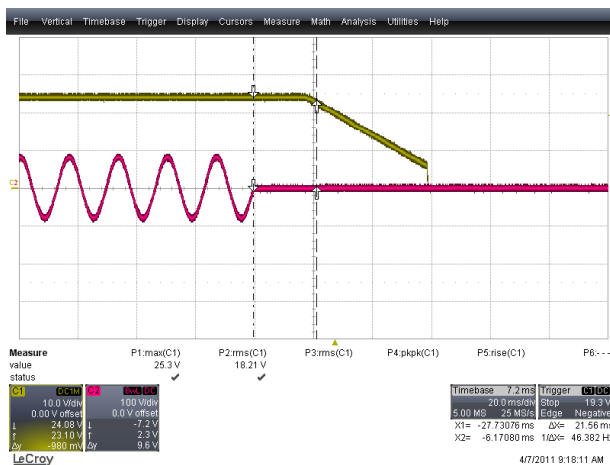 File Vertical Timebase Trigger Display Cursors Measure Math Analysis Utilities Help
C2
Measure P1:max(C1) P2:rms(C1) P3:rms(C1) P4:pkpk(C1) P5:rise(C1) P6:- - -
value 25.3 V 18.21 V
status
C1 DC1M
10.0 V/div
0.00 V offset
↓ 24.08 V
↑ 23.10 V
Δy -980 mV
C2 BwL DC
100 V/div
0.0 V offset
↓ -7.2 V
↑ 2.3 V
Δy 9.6 V
Timebase 7.2 ms
20.0 ms/div
5.00 MS 25 MS/s
Trigger C1 DC
Stop 19.3 V
Edge Negative
X1= -27.73076 ms ΔX= 21.56 ms
X2= -6.17080 ms 1/ΔX= 46.382 Hz
LeCroy
4/7/2011 9:18:11 AM